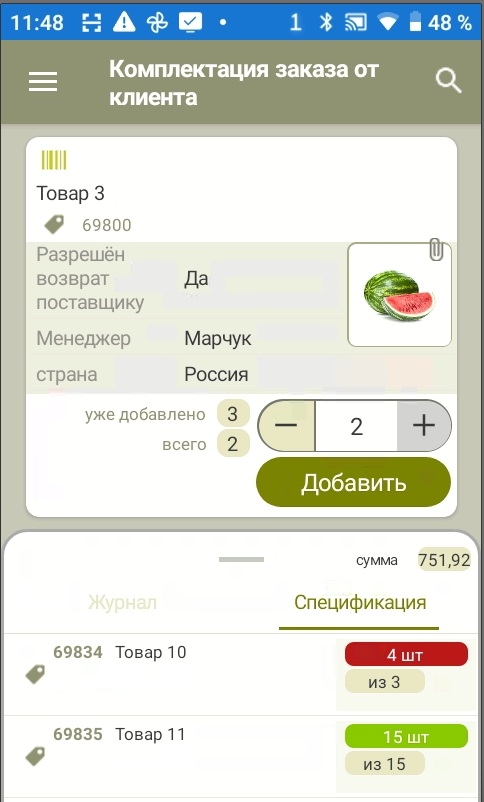 11:48 1 48 %
Комплектация заказа от
клиента
Товар 3
69800
Разрешён
возврат Да
поставщику
Менеджер Марчук
страна Россия
уже добавлено 3
всего 2
− 2 +
Добавить
сумма 751,92
Журнал Спецификация
69834 Товар 10 4 шт
из 3
69835 Товар 11 15 шт
из 15